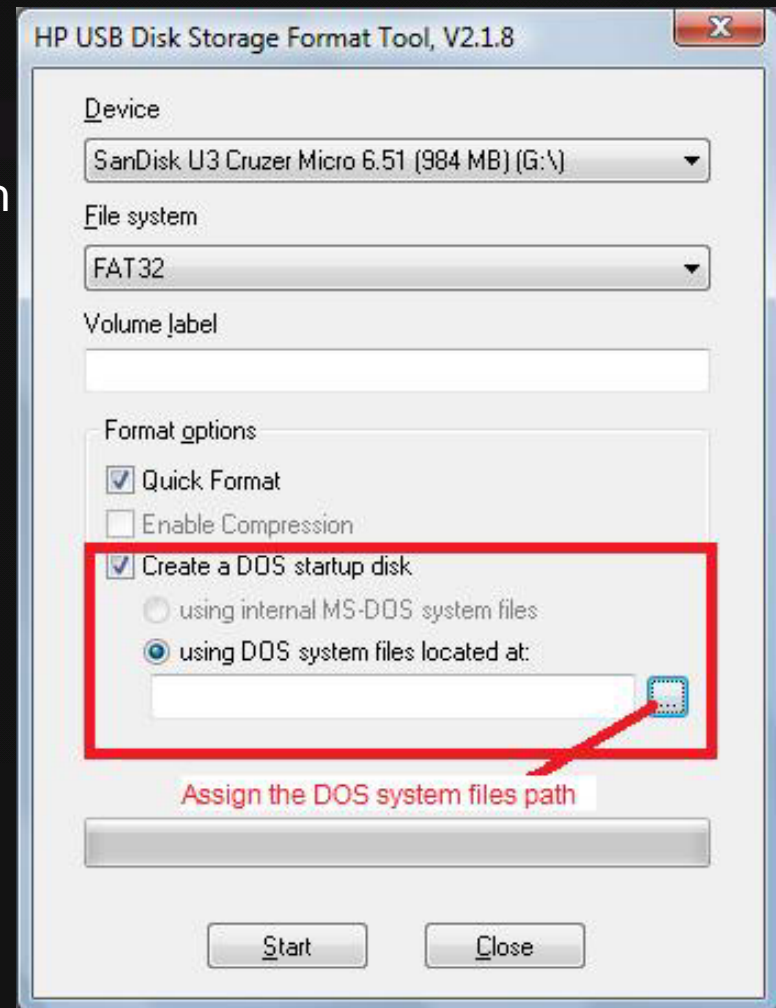 HP USB Disk Storage Format Tool, V2.1.8
Device
SanDisk U3 Cruzer Micro 6.51 (984 MB) (G:\)
n
File system
FAT32
Volume label
Format options
Quick Format
Enable Compression
Create a DOS startup disk
using internal MS-DOS system files
using DOS system files located at:
...
Assign the DOS system files path
Start
Close